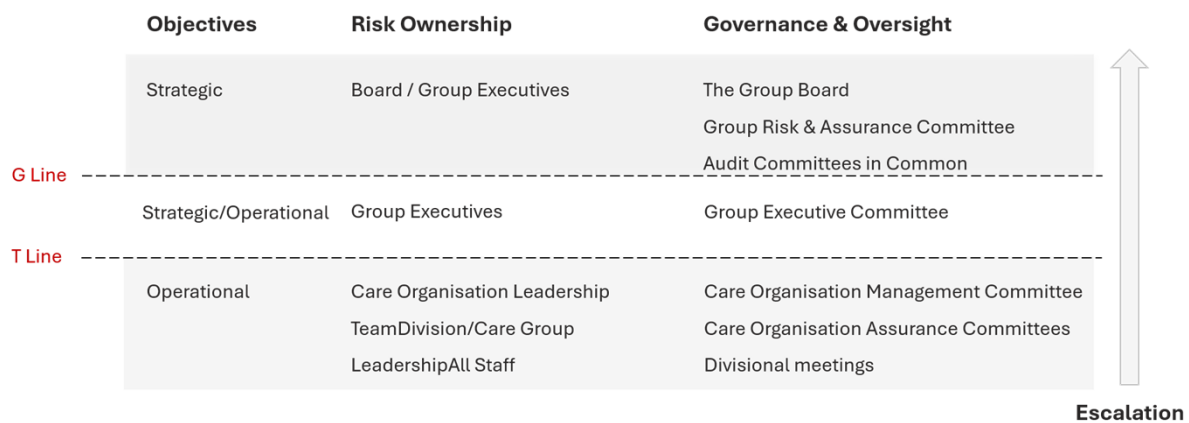 Objectives Risk Ownership Governance & Oversight
Strategic Board / Group Executives The Group Board
Group Risk & Assurance Committee
Audit Committees in Common
G Line
Strategic/Operational Group Executives Group Executive Committee
T Line
Operational Care Organisation Leadership Care Organisation Management Committee
TeamDivision/Care Group Care Organisation Assurance Committees
LeadershipAll Staff Divisional meetings
Escalation